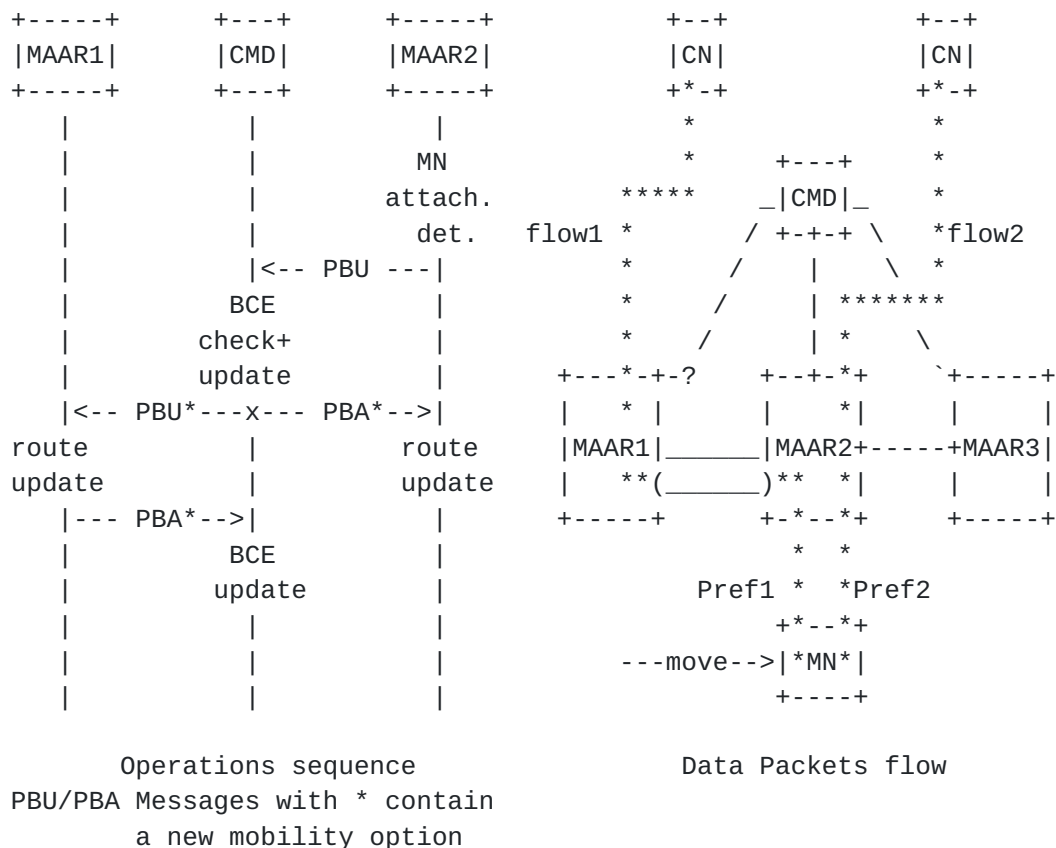 +-----+      +---+      +-----+           +--+            +--+
|MAAR1|      |CMD|      |MAAR2|           |CN|            |CN|
+-----+      +---+      +-----+           +*-+            +*-+
   |           |           |               *               *
   |           |          MN               *     +---+     *
   |           |        attach.        *****    _|CMD|_    *
   |           |          det.   flow1 *       / +-+-+ \   *flow2
   |           |<-- PBU ---|           *      /    |    \  *
   |          BCE          |           *     /     | *******
   |        check+         |           *    /      | *    \
   |        update         |       +---*-+-?    +--+-*+    `+-----+
   |<-- PBU*---x--- PBA*-->|       |   * |      |    *|     |     |
route          |         route     |MAAR1|______|MAAR2+-----+MAAR3|
update         |         update    |   **(______)**  *|     |     |
   |--- PBA*-->|           |       +-----+      +-*--*+     +-----+
   |          BCE          |                      *  *
   |         update        |                Pref1 *  *Pref2
   |           |           |                     +*--*+
   |           |           |           ---move-->|*MN*|
   |           |           |                     +----+
       Operations sequence                 Data Packets flow
PBU/PBA Messages with * contain
        a new mobility option